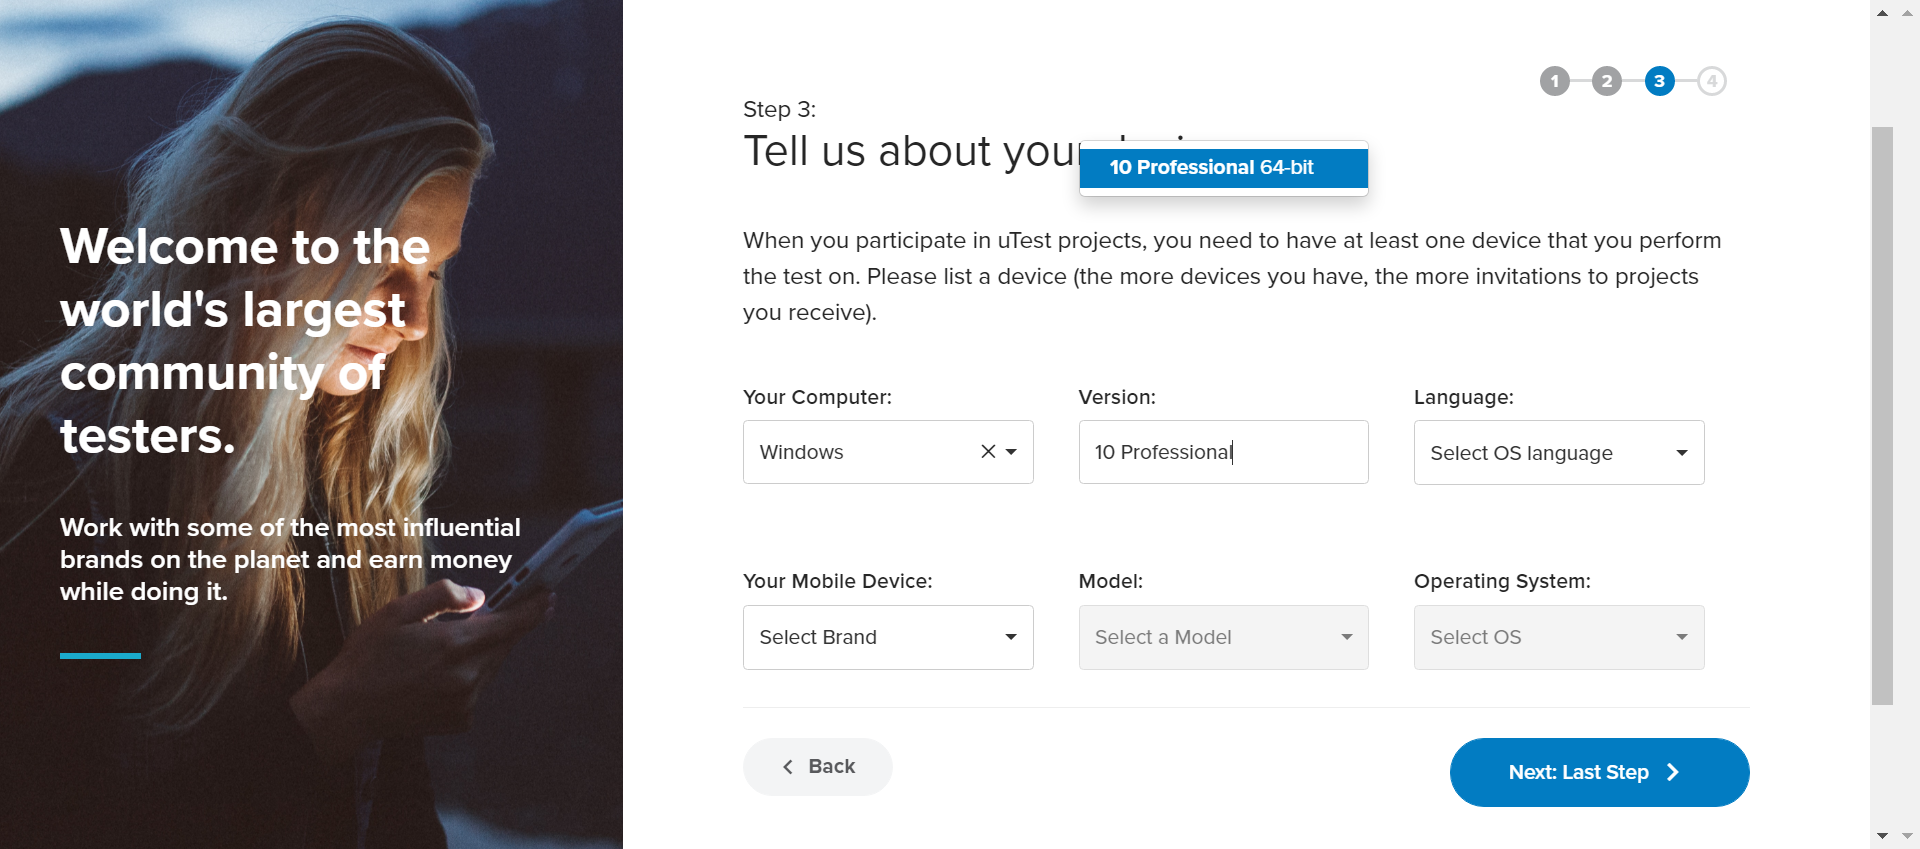 Welcome to the
world's largest
community of
testers.
Work with some of the most influential
brands on the planet and earn money
while doing it.
1 2 3 4
Step 3:
Tell us about your
10 Professional 64-bit
When you participate in uTest projects, you need to have at least one device that you perform
the test on. Please list a device (the more devices you have, the more invitations to projects
you receive).
Your Computer: Version: Language:
Windows 10 Professional Select OS language
Your Mobile Device: Model: Operating System:
Select Brand Select a Model Select OS
Back Next: Last Step